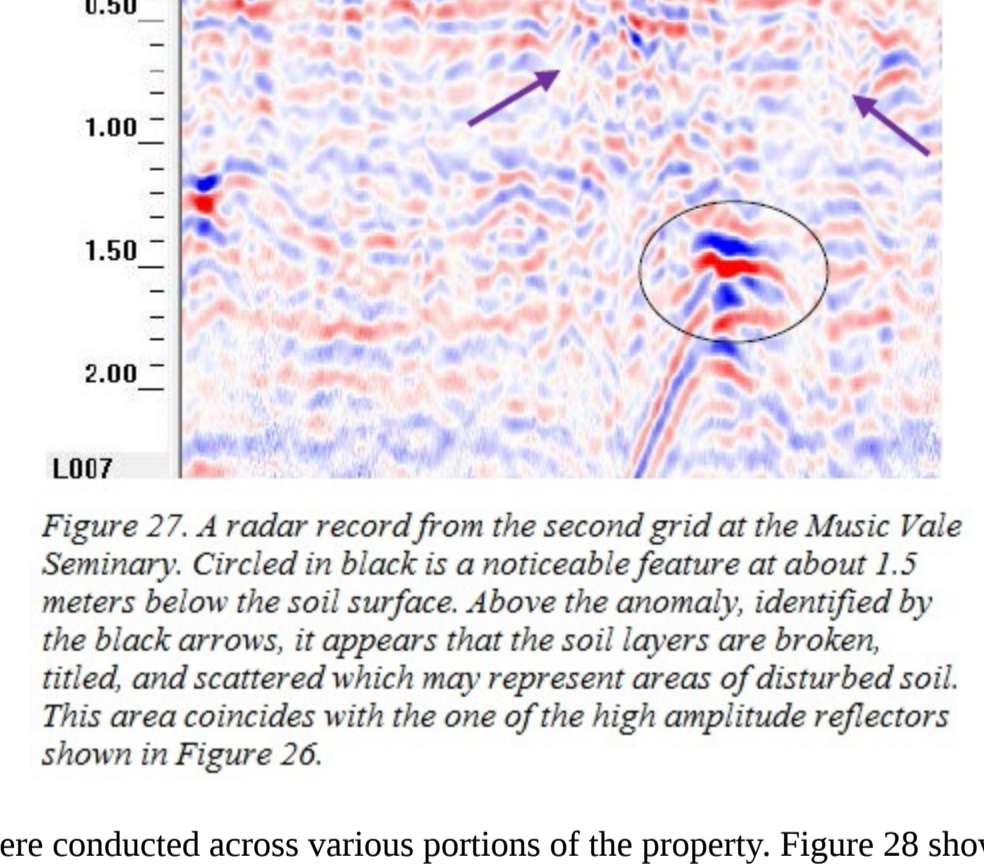 0.50
1.00
1.50
2.00
L007
Figure 27. A radar record from the second grid at the Music Vale
Seminary. Circled in black is a noticeable feature at about 1.5
meters below the soil surface. Above the anomaly, identified by
the black arrows, it appears that the soil layers are broken,
titled, and scattered which may represent areas of disturbed soil.
This area coincides with the one of the high amplitude reflectors
shown in Figure 26.
ere conducted across various portions of the property. Figure 28 shov